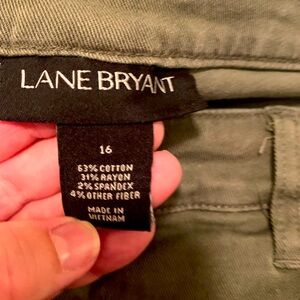 LANE BRYANT
16
63% COTTON
31% RAYON
2% SPANDEX
4% OTHER FIBER
MADE IN
VIETNAM